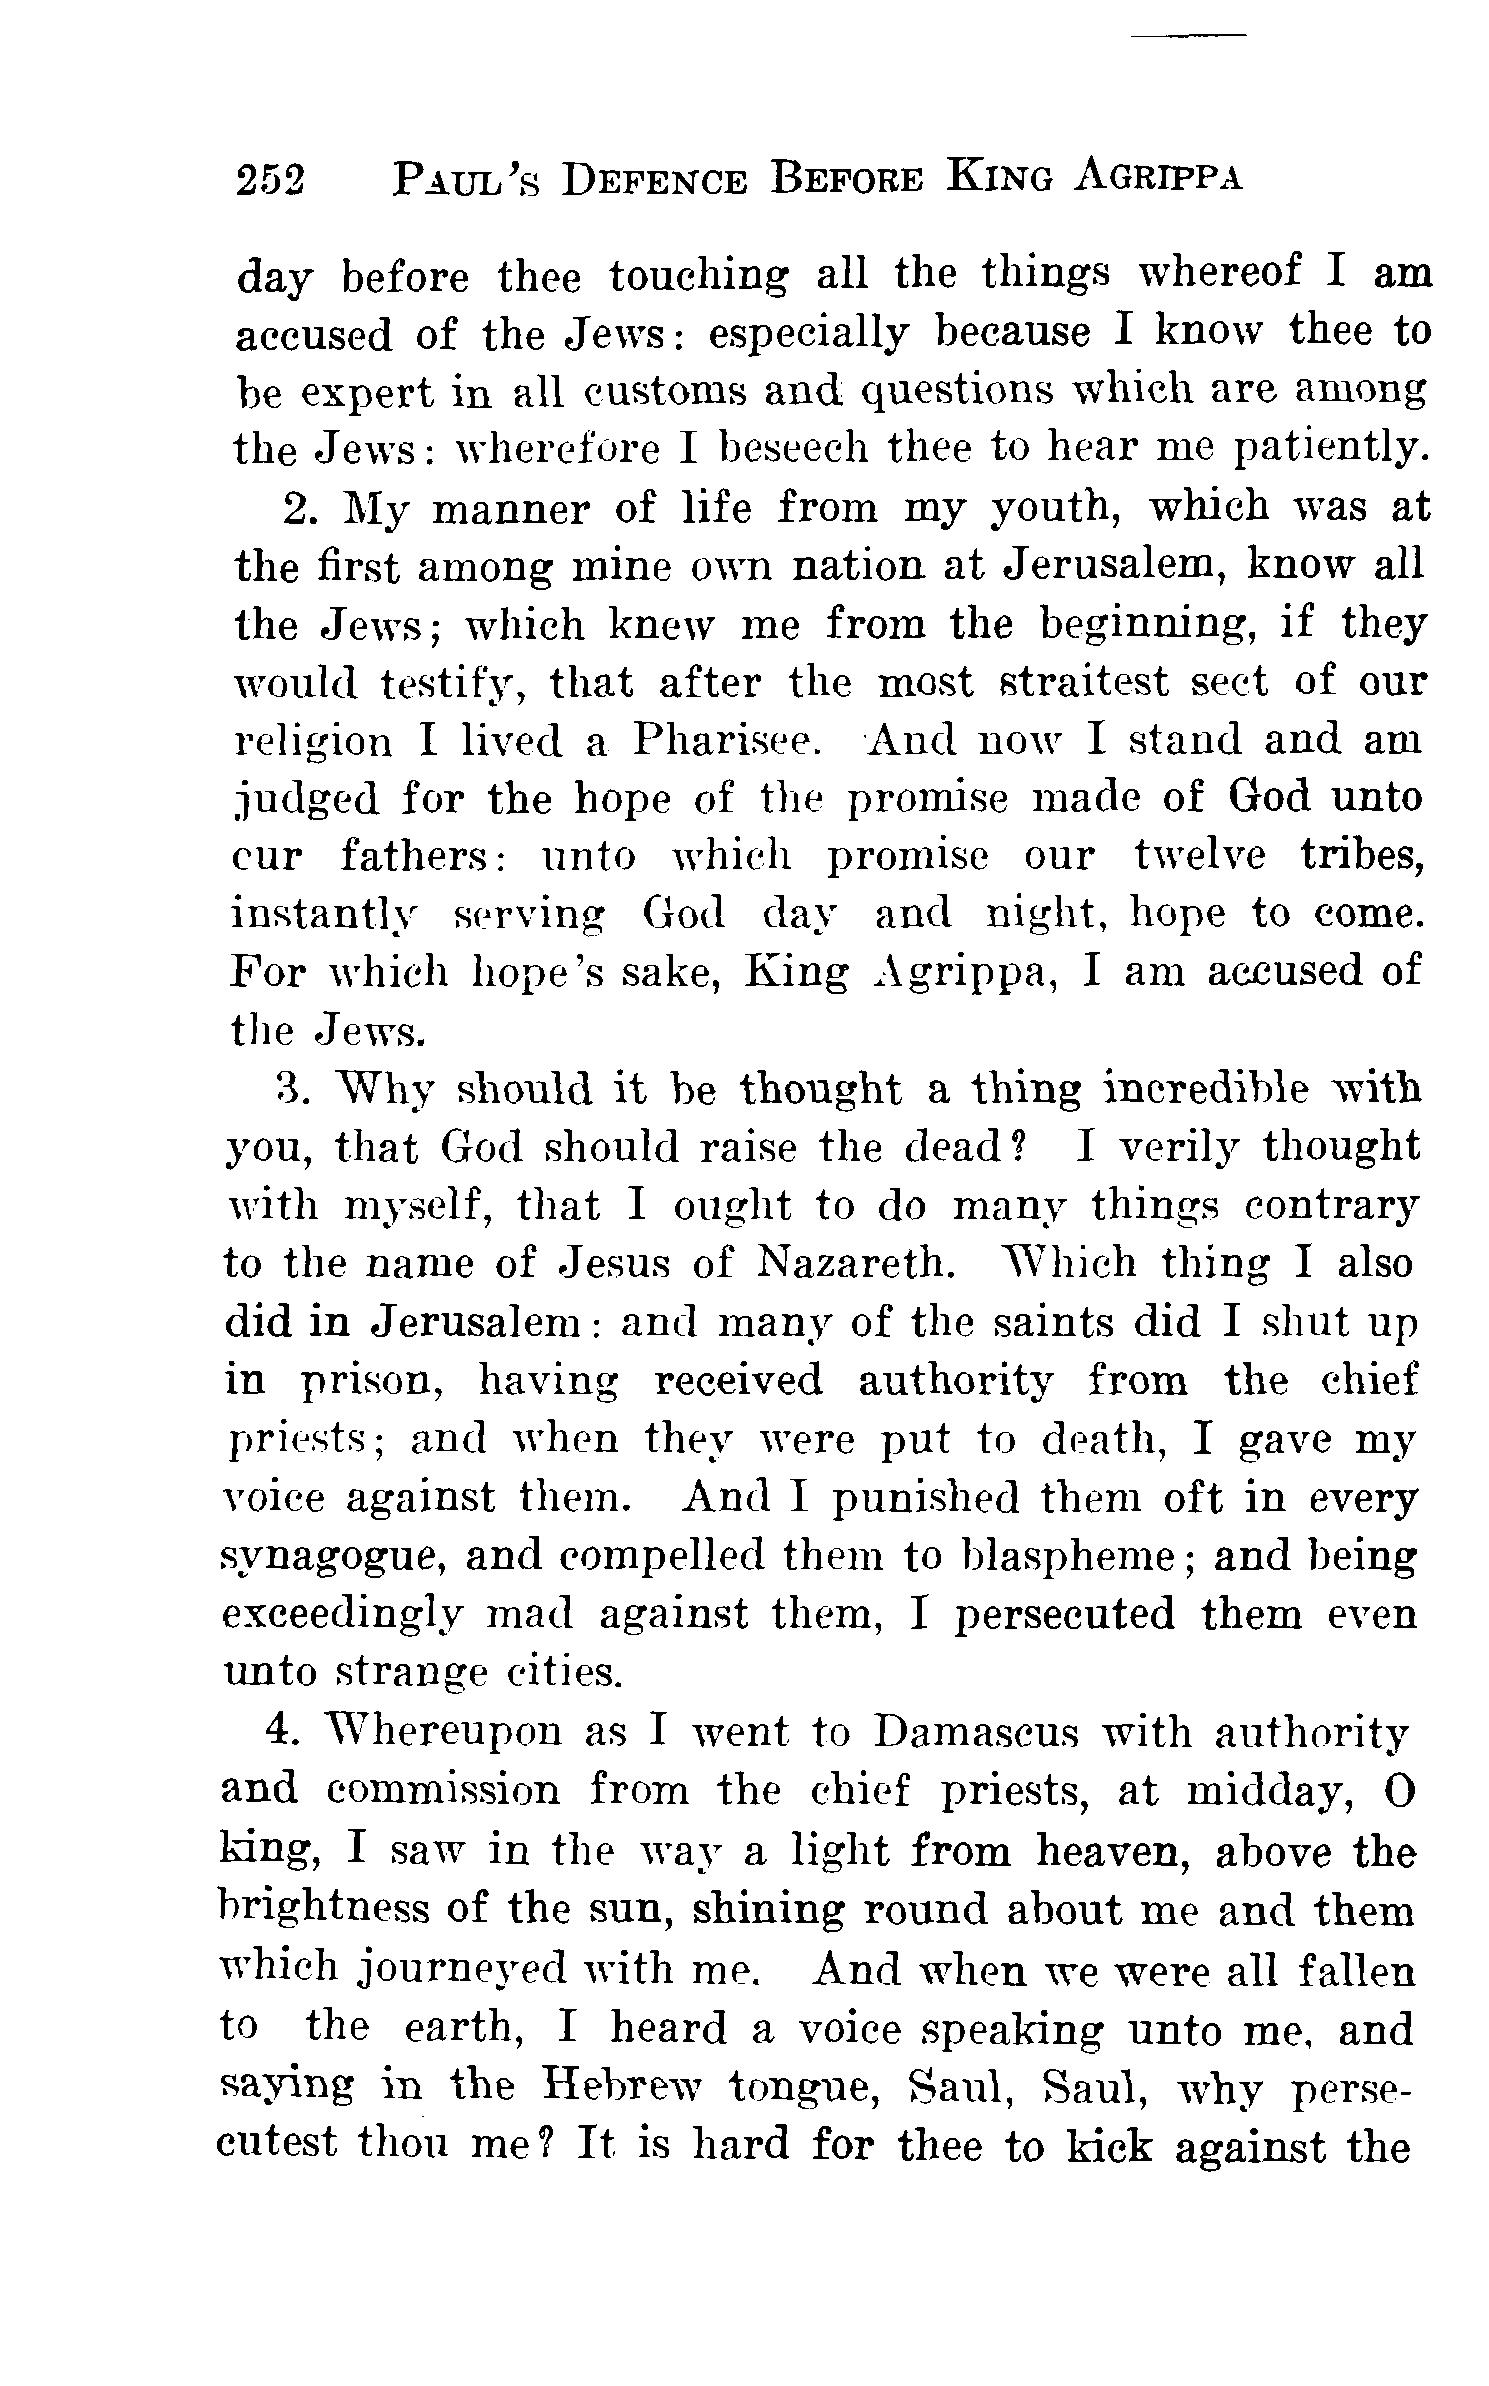 252 PAUL'S DEFENCE BEFORE KING AGRIPPA
day before thee touching all the things whereof I am
accused of the Jews: especially because I know thee to
be expert in all customs and questions which are among
the Jews: wherefore I beseech thee to hear me patiently.
2. My manner of life from my youth, which was at
the first among mine own nation at Jerusalem, know all
the Jews; which knew me from the beginning, if they
would testify, that after the most straitest sect of our
religion I lived a Pharisee. And now I stand and am
judged for the hope of the promise made of God unto
cur fathers: unto which promise our twelve tribes,
instantly serving God day and night, hope to come.
For which hope's sake, King Agrippa, I am accused of
the Jews.
3. Why should it be thought a thing incredible with
you, that God should raise the dead? I verily thought
with myself, that I ought to do many things contrary
to the name of Jesus of Nazareth. Which thing I also
did in Jerusalem: and many of the saints did I shut up
in prison, having received authority from the chief
priests; and when they were put to death, I gave my
voice against them. And I punished them oft in every
synagogue, and compelled them to blaspheme; and being
exceedingly mad against them, I persecuted them even
unto strange cities.
4. Whereupon as I went to Damascus with authority
and commission from the chief priests, at midday, O
king, I saw in the way a light from heaven, above the
brightness of the sun, shining round about me and them
which journeyed with me. And when we were all fallen
to the earth, I heard a voice speaking unto me, and
saying in the Hebrew tongue, Saul, Saul, why perse-
cutest thou me? It is hard for thee to kick against the